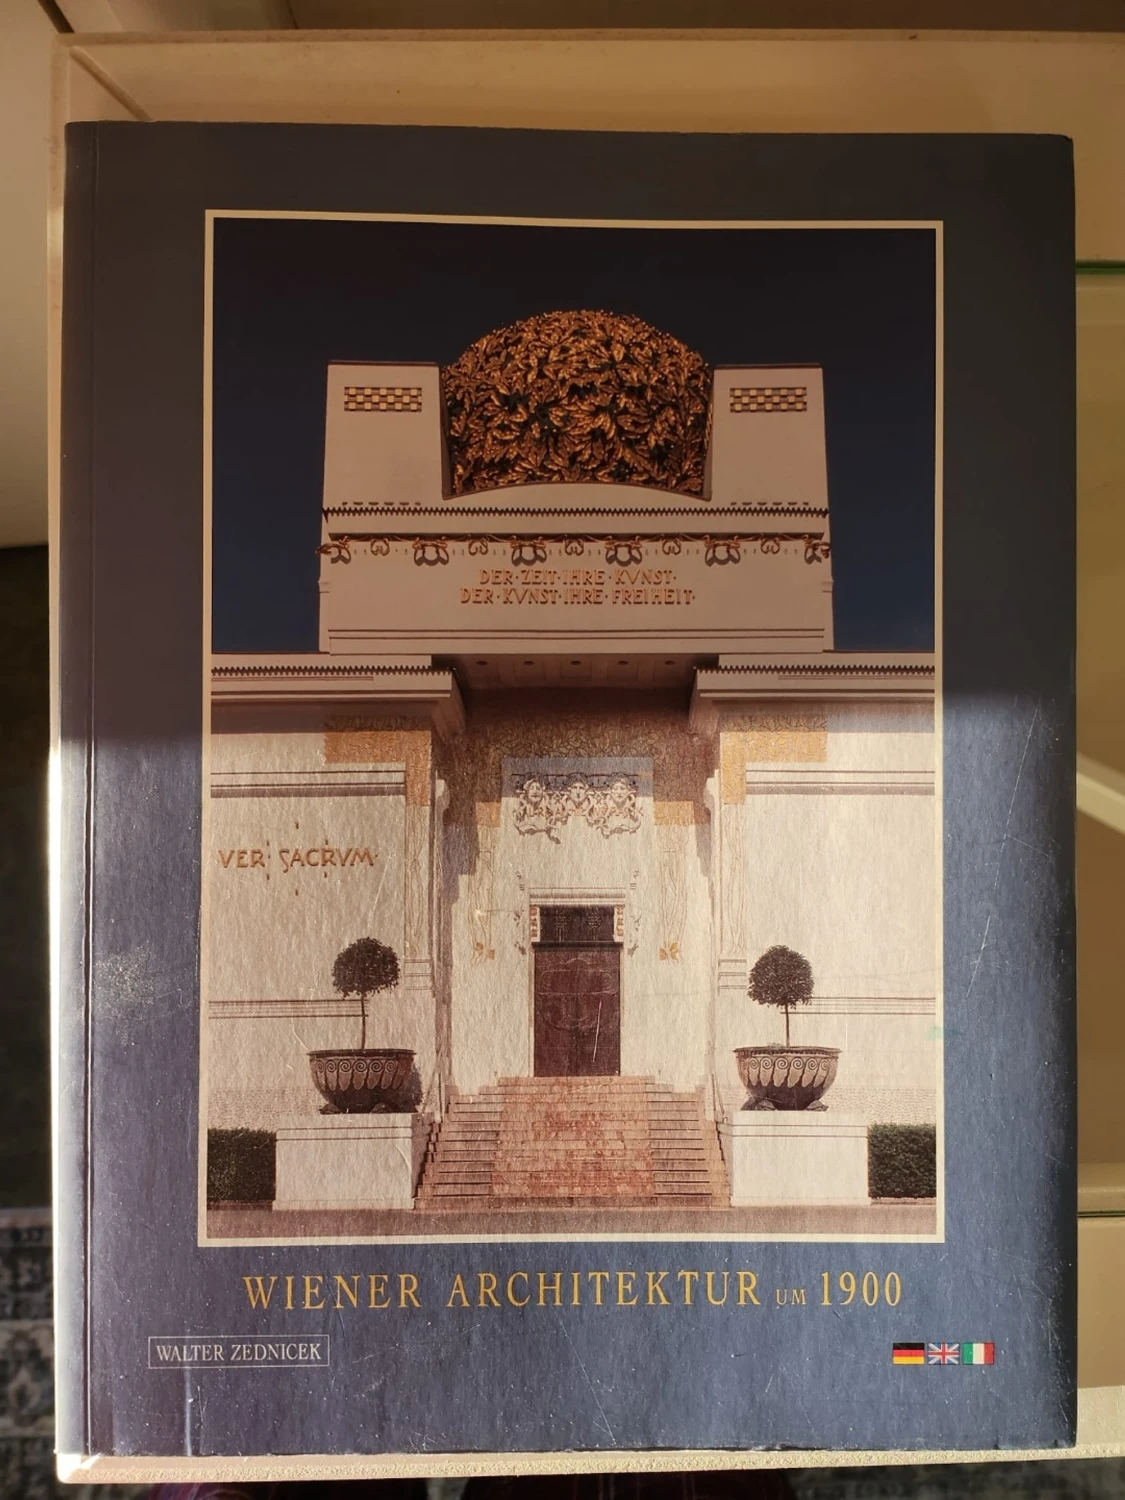 DER·ZEIT·IHRE·KVNST·
DER·KVNST·IHRE·FREIHEIT·
VER SACRVM·
WIENER ARCHITEKTUR UM 1900
WALTER ZEDNICEK